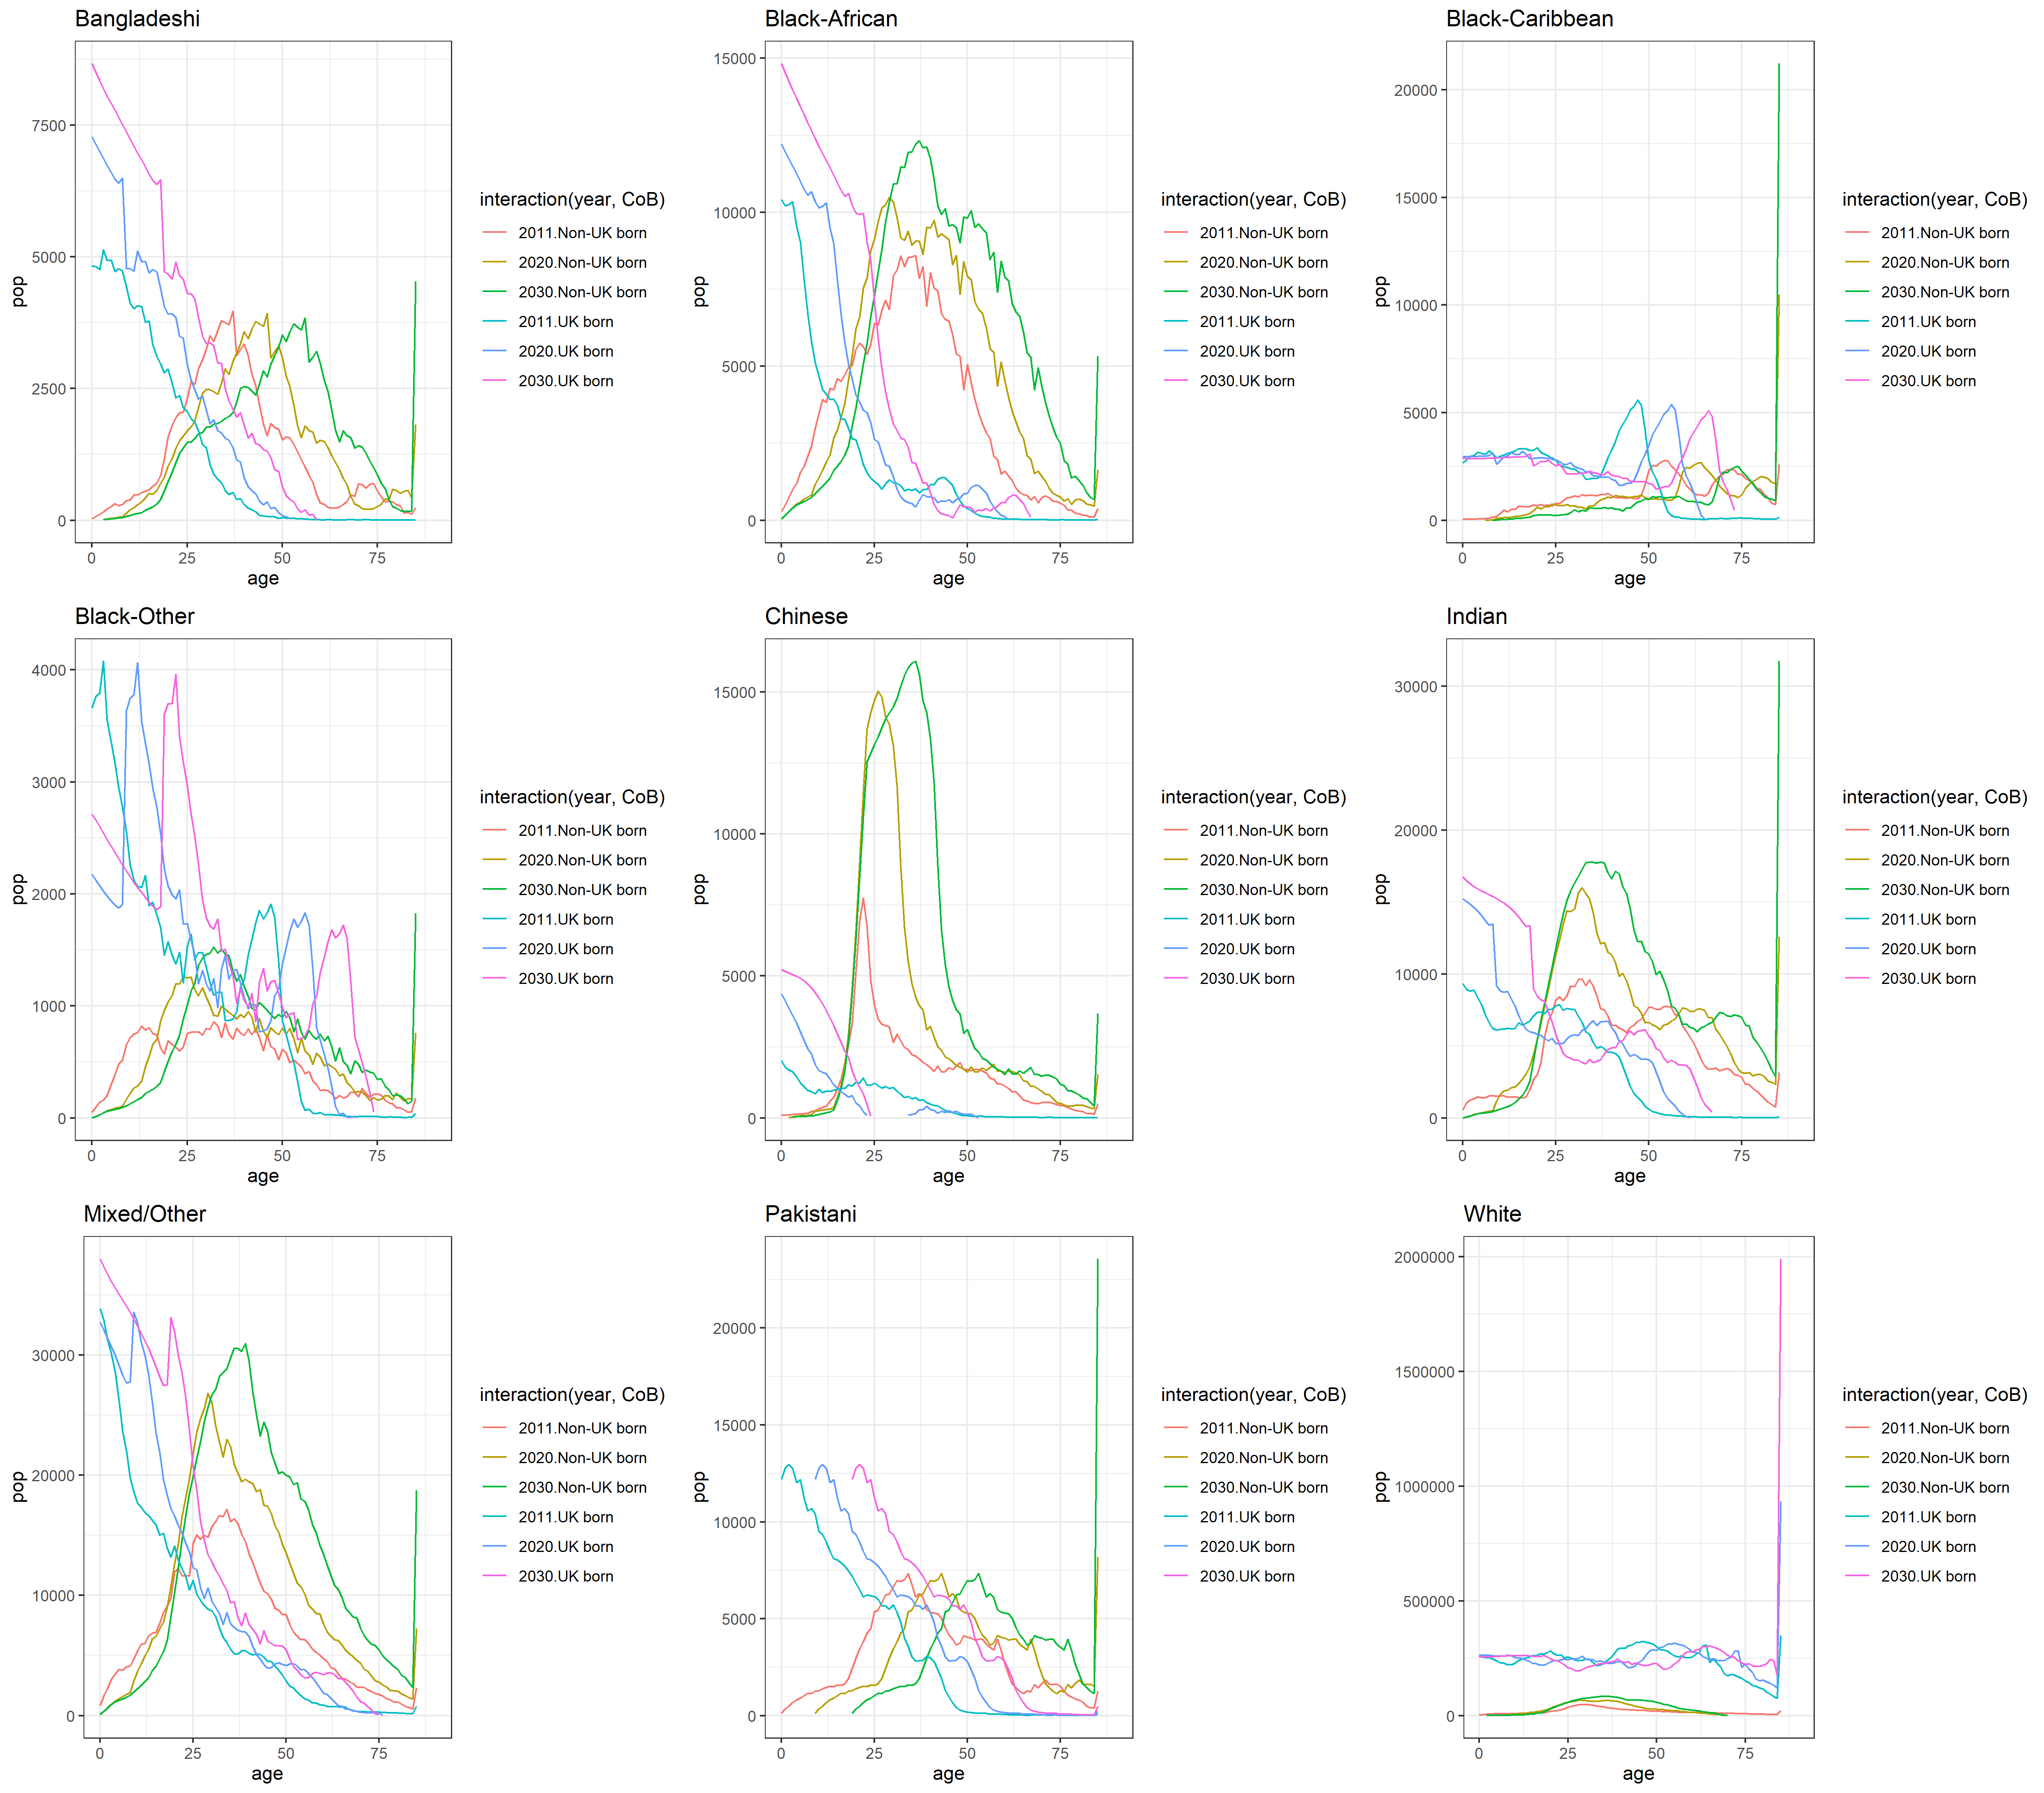 Bangladeshi
Black-African
Black-Caribbean
pop
7500
5000
2500
0
0
25
50
75
age
interaction(year, CoB)
2011.Non-UK born
2020.Non-UK born
2030.Non-UK born
2011.UK born
2020.UK born
2030.UK born
pop
15000
10000
5000
0
0
25
50
75
age
interaction(year, CoB)
2011.Non-UK born
2020.Non-UK born
2030.Non-UK born
2011.UK born
2020.UK born
2030.UK born
pop
20000
15000
10000
5000
0
0
25
50
75
age
interaction(year, CoB)
2011.Non-UK born
2020.Non-UK born
2030.Non-UK born
2011.UK born
2020.UK born
2030.UK born
Black-Other
Chinese
Indian
pop
4000
3000
2000
1000
0
0
25
50
75
age
interaction(year, CoB)
2011.Non-UK born
2020.Non-UK born
2030.Non-UK born
2011.UK born
2020.UK born
2030.UK born
pop
15000
10000
5000
0
0
25
50
75
age
interaction(year, CoB)
2011.Non-UK born
2020.Non-UK born
2030.Non-UK born
2011.UK born
2020.UK born
2030.UK born
pop
30000
20000
10000
0
0
25
50
75
age
interaction(year, CoB)
2011.Non-UK born
2020.Non-UK born
2030.Non-UK born
2011.UK born
2020.UK born
2030.UK born
Mixed/Other
Pakistani
White
pop
30000
20000
10000
0
0
25
50
75
age
interaction(year, CoB)
2011.Non-UK born
2020.Non-UK born
2030.Non-UK born
2011.UK born
2020.UK born
2030.UK born
pop
20000
15000
10000
5000
0
0
25
50
75
age
interaction(year, CoB)
2011.Non-UK born
2020.Non-UK born
2030.Non-UK born
2011.UK born
2020.UK born
2030.UK born
pop
2000000
1500000
1000000
500000
0
0
25
50
75
age
interaction(year, CoB)
2011.Non-UK born
2020.Non-UK born
2030.Non-UK born
2011.UK born
2020.UK born
2030.UK born